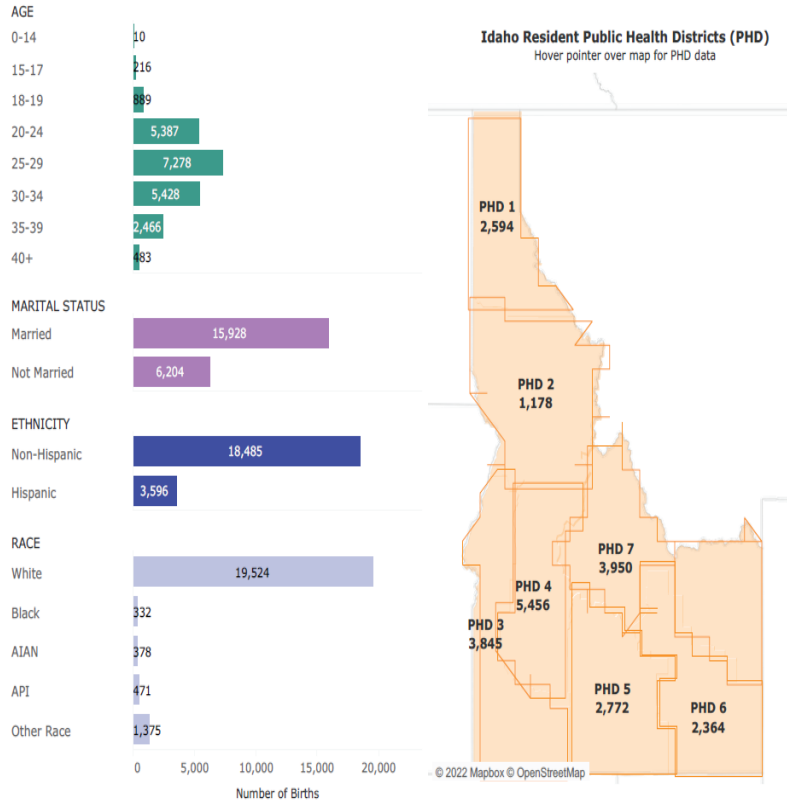 AGE
0-14 10
15-17 216
18-19 889
20-24 5,387
25-29 7,278
30-34 5,428
35-39 2,466
40+ 483
MARITAL STATUS
Married 15,928
Not Married 6,204
ETHNICITY
Non-Hispanic 18,485
Hispanic 3,596
RACE
White 19,524
Black 332
AIAN 378
API 471
Other Race 1,375
0 5,000 10,000 15,000 20,000
Number of Births
Idaho Resident Public Health Districts (PHD)
Hover pointer over map for PHD data
PHD 1
2,594
PHD 2
1,178
PHD 7
3,950
PHD 4
5,456
PHD 3
3,845
PHD 5
2,772
PHD 6
2,364
© 2022 Mapbox © OpenStreetMap